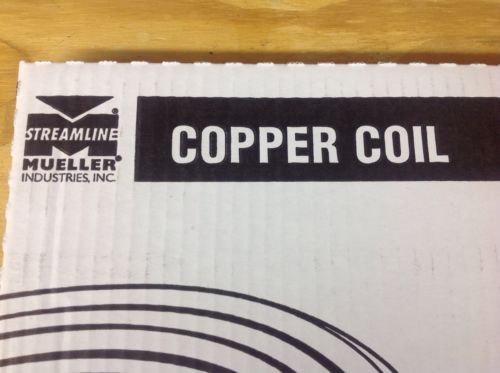 STREAMLINE®
MUELLER®
INDUSTRIES, INC.
COPPER COIL